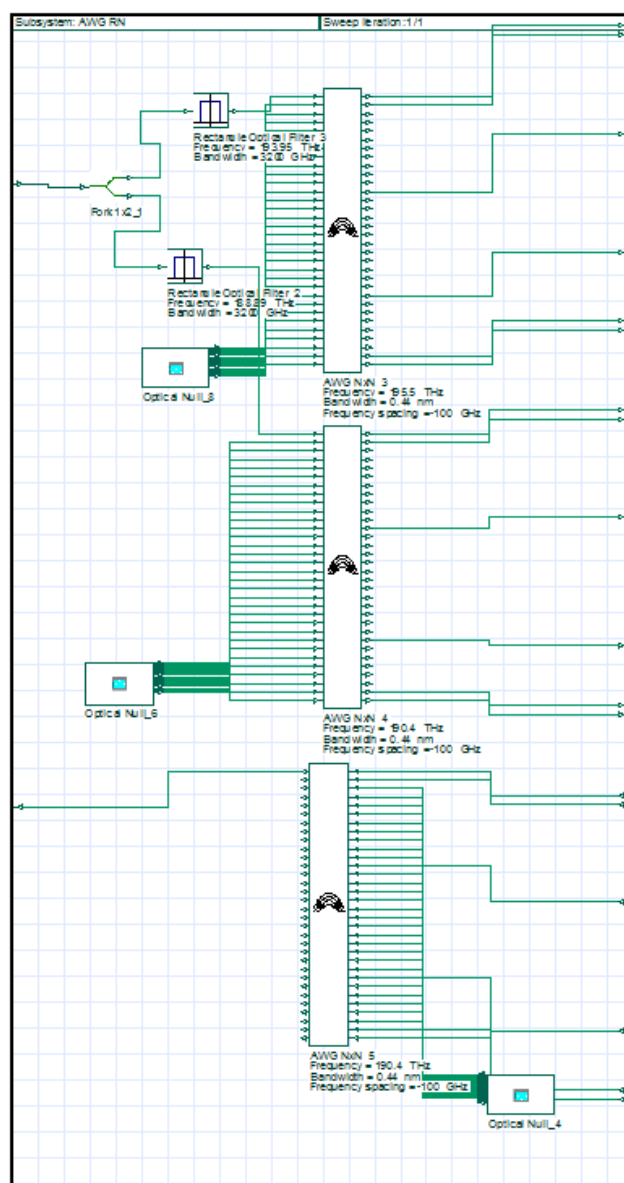 Subsystem: AWG RN
Sweep Iteration: 1/1
Rectangle Optical Filter 3
Frequency = 193.95 THz
Bandwidth = 3200 GHz
Fork 1x2_1
Rectangle Optical Filter 2
Frequency = 188.89 THz
Bandwidth = 3200 GHz
Optical Null_8
AWG NxN 3
Frequency = 195.5 THz
Bandwidth = 0.44 nm
Frequency spacing =-100 GHz
AWG NxN 4
Frequency = 190.4 THz
Bandwidth = 0.44 nm
Frequency spacing =-100 GHz
Optical Null_6
AWG NxN 5
Frequency = 190.4 THz
Bandwidth = 0.44 nm
Frequency spacing =-100 GHz
Optical Null_4